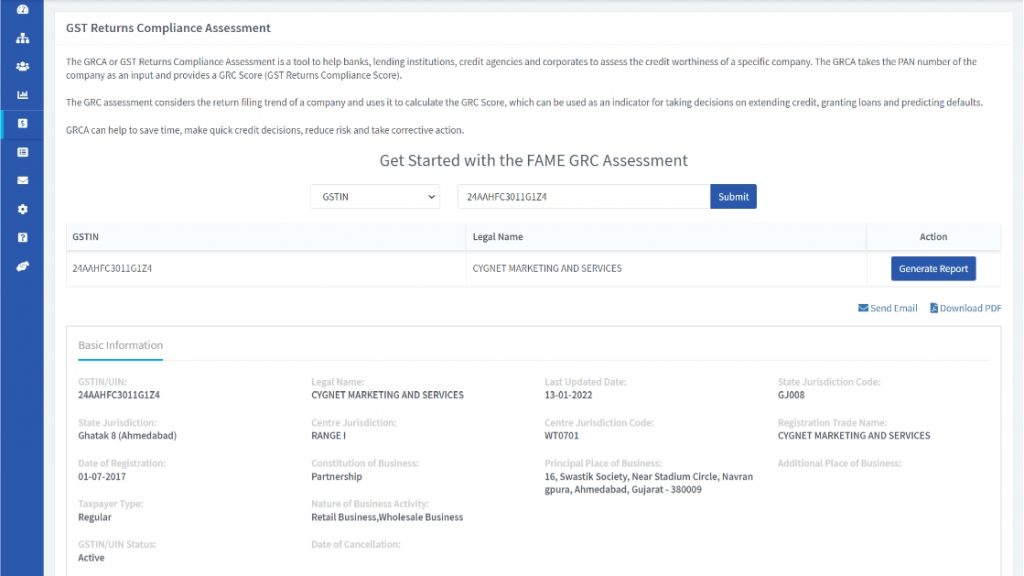 GST Returns Compliance Assessment
The GRCA or GST Returns Compliance Assessment is a tool to help banks, lending institutions, credit agencies and corporates to assess the credit worthiness of a specific company. The GRCA takes the PAN number of the
company as an input and provides a GRC Score (GST Returns Compliance Score).
The GRC assessment considers the return filing trend of a company and uses it to calculate the GRC Score, which can be used as an indicator for taking decisions on extending credit, granting loans and predicting defaults.
GRCA can help to save time, make quick credit decisions, reduce risk and take corrective action.
Get Started with the FAME GRC Assessment
GSTIN 24AAHFC3011G1Z4 Submit
GSTIN Legal Name Action
24AAHFC3011G1Z4 CYGNET MARKETING AND SERVICES Generate Report
Send Email Download PDF
Basic Information
GSTIN/UIN: Legal Name: Last Updated Date: State Jurisdiction Code:
24AAHFC3011G1Z4 CYGNET MARKETING AND SERVICES 13-01-2022 GJ008
State Jurisdiction: Centre Jurisdiction: Centre Jurisdiction Code: Registration Trade Name:
Ghatak 8 (Ahmedabad) RANGE I WT0701 CYGNET MARKETING AND SERVICES
Date of Registration: Constitution of Business: Principal Place of Business: Additional Place of Business:
01-07-2017 Partnership 16, Swastik Society, Near Stadium Circle, Navran
gpura, Ahmedabad, Gujarat - 380009
Taxpayer Type: Nature of Business Activity:
Regular Retail Business,Wholesale Business
GSTIN/UIN Status: Date of Cancellation:
Active